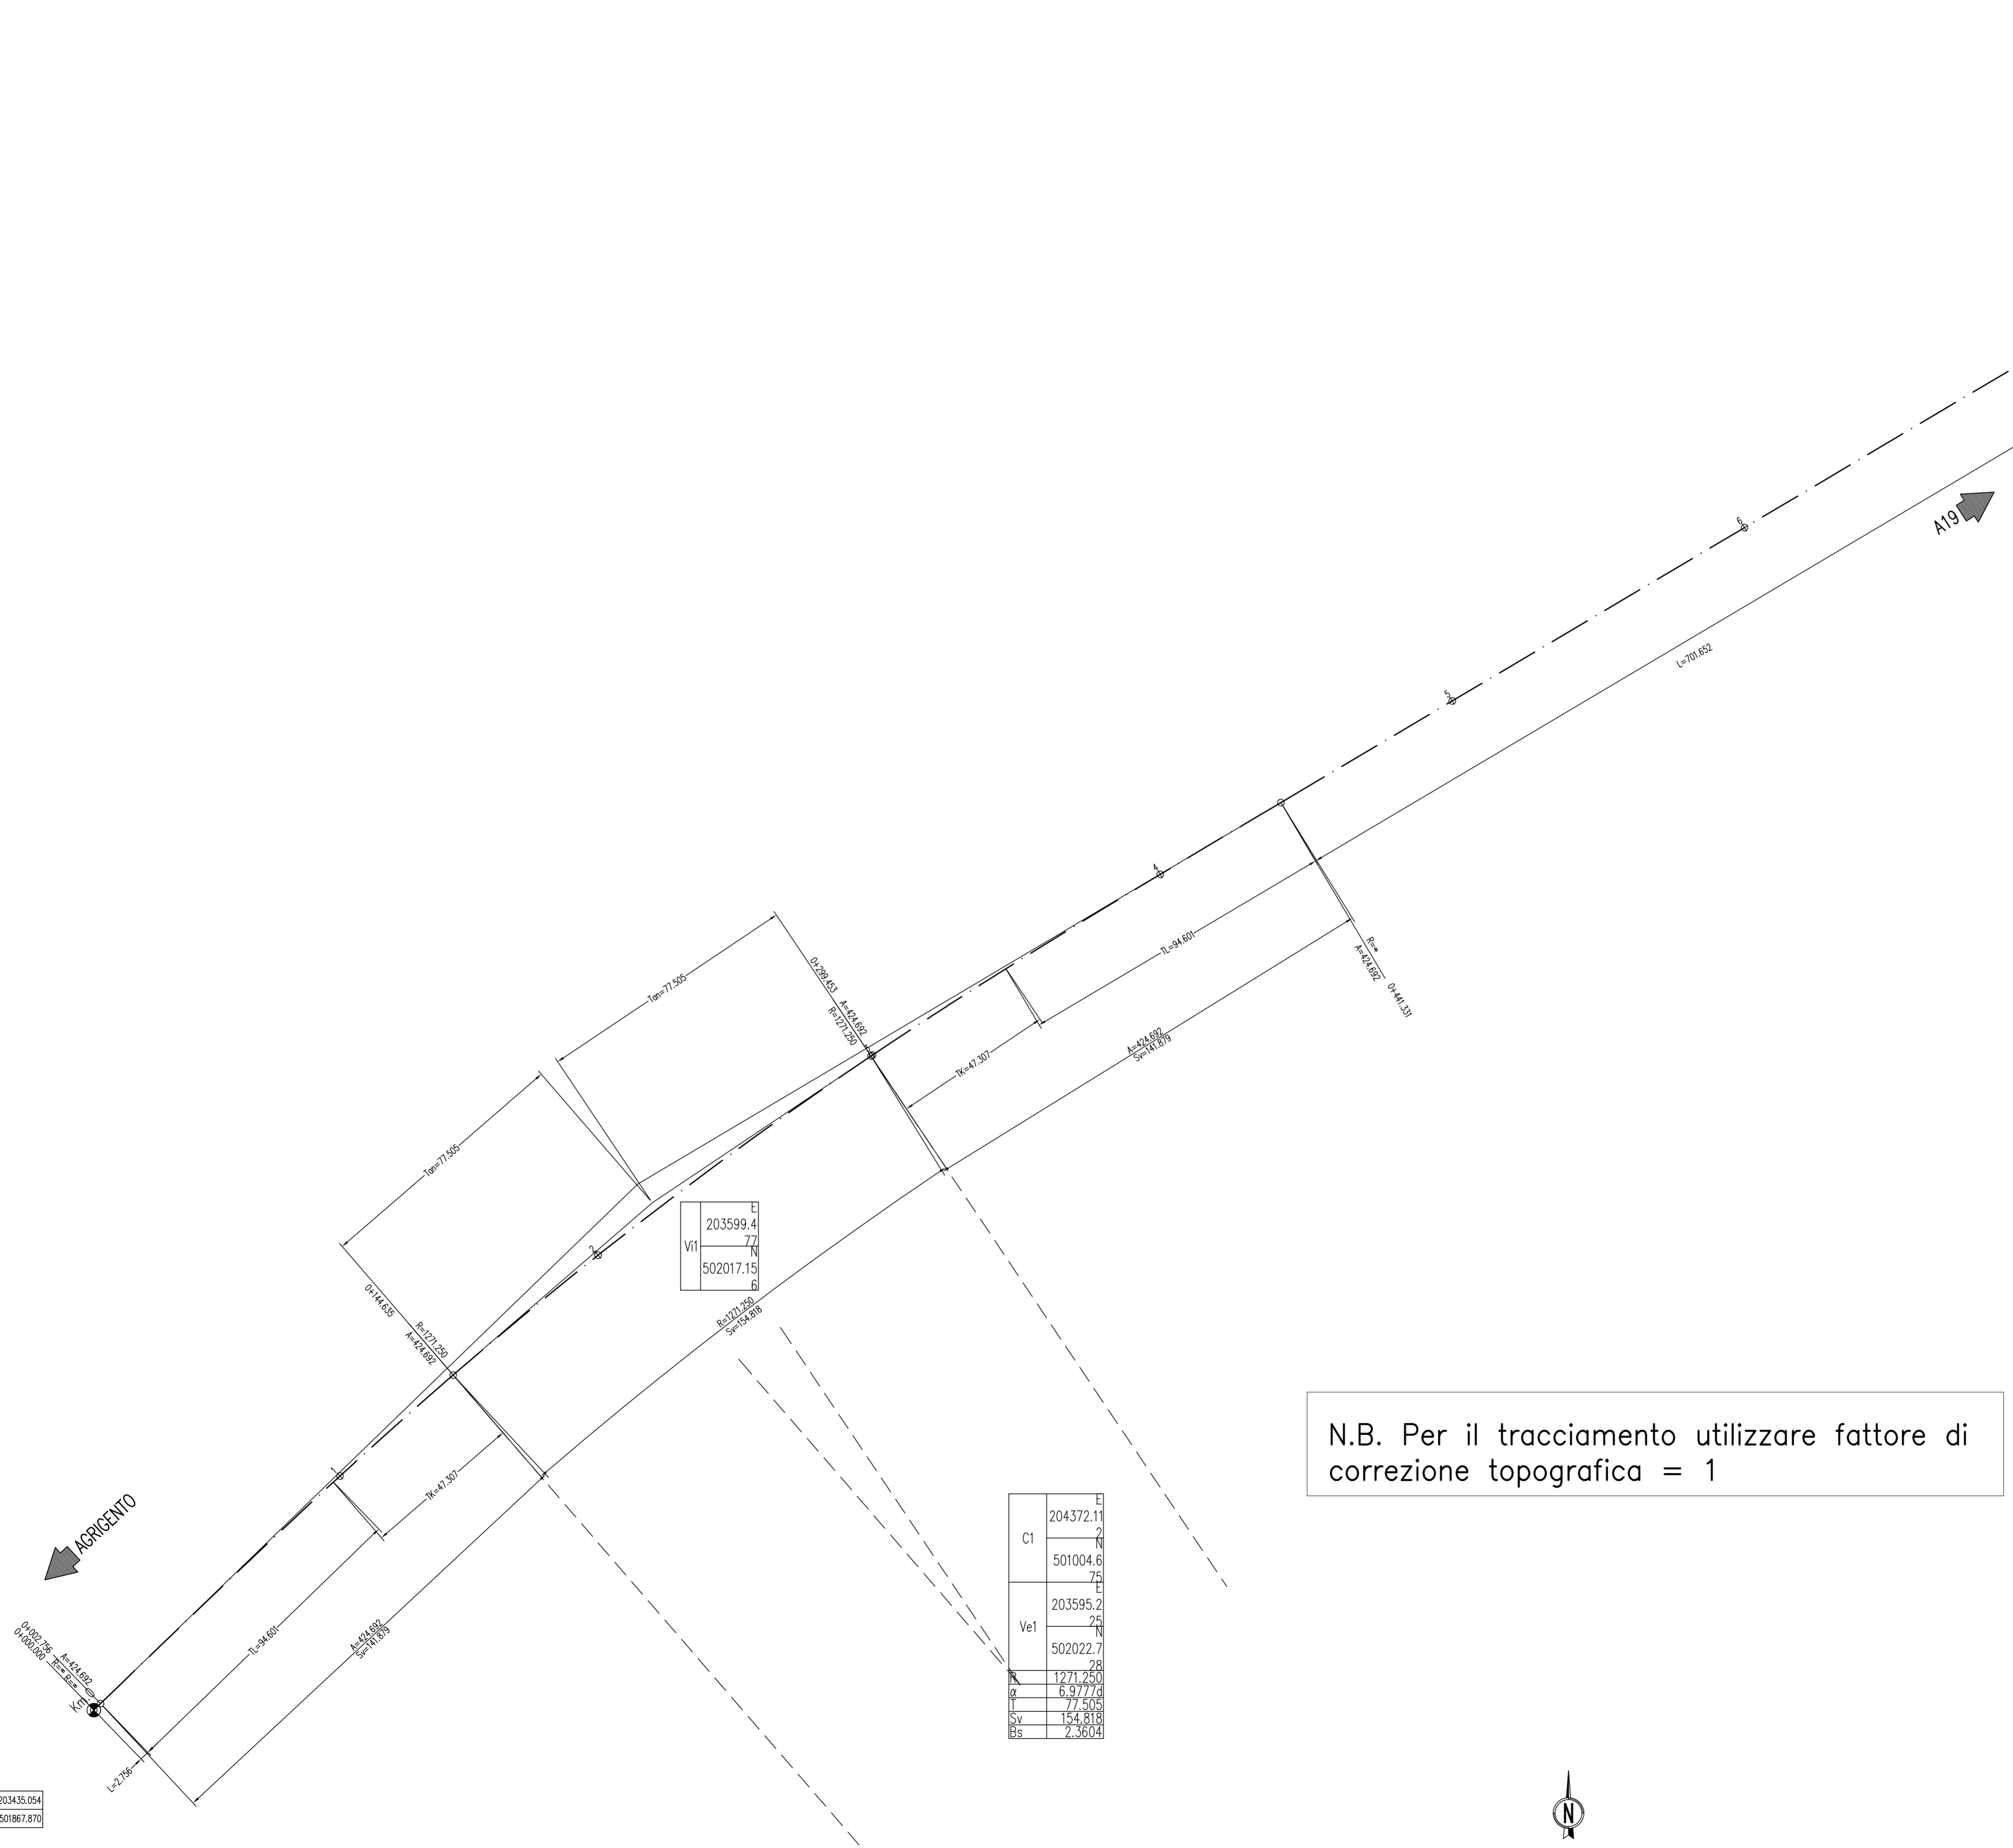 6
A19
L=701.652
5
4
R=∞
A=424.692
0+441.331
TL=94.601
A=424.692
Sv=141.879
TK=47.307
Tan=77.505
0+299.453
A=424.692
R=1271.250
Tan=77.505
2
Vi1
E
203599.4
77
N
502017.15
6
R=1271.250
Sv=154.818
0+144.635
R=1271.250
A=424.692
N.B. Per il tracciamento utilizzare fattore di
correzione topografica = 1
1
TK=47.307
AGRIGENTO
TL=94.601
A=424.692
Sv=141.879
C1
E
204372.11
2
N
501004.6
75
Ve1
E
203595.2
25
N
502022.7
28
R 1271.250
α 6.9777d
T 77.505
Sv 154.818
Bs 2.3604
0+002.756
A=424.692
0+000.000
R=∞ R=∞
Km. 0
L=2.756
203435.054
501867.870
N